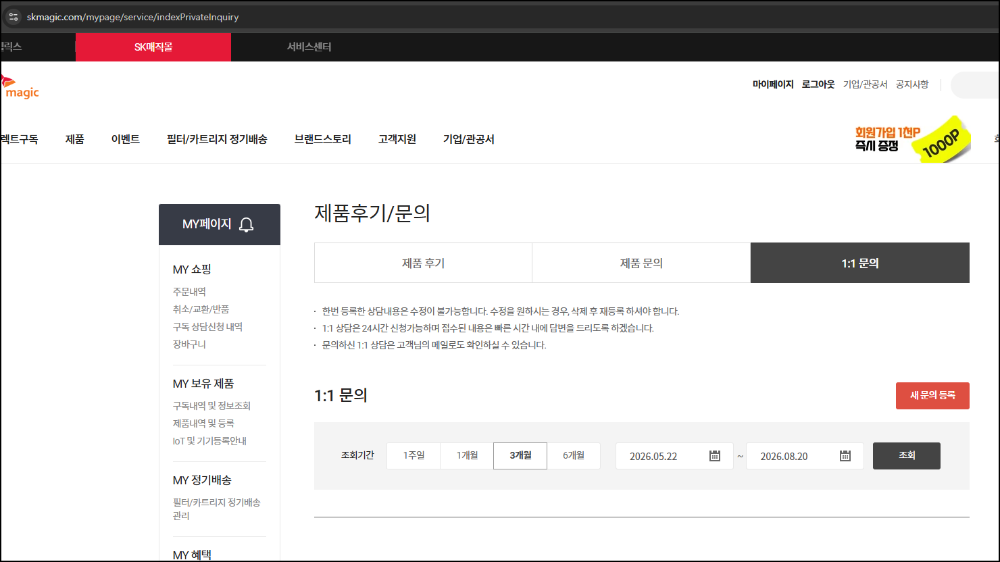 skmagic.com/mypage/service/indexPrivateInquiry
SK매직몰
서비스센터
magic
마이페이지 로그아웃 기업/관공서 공지사항
렉트구독 제품 이벤트 필터/카트리지 정기배송 브랜드스토리 고객지원 기업/관공서
회원가입 1천P
즉시 증정
1000P
MY페이지
MY 쇼핑
주문내역
취소/교환/반품
구독 상담신청 내역
장바구니
MY 보유 제품
구독내역 및 정보조회
제품내역 및 등록
IoT 및 기기등록안내
MY 정기배송
필터/카트리지 정기배송
관리
MY 혜택
제품후기/문의
제품 후기 제품 문의 1:1 문의
· 한번 등록한 상담내용은 수정이 불가능합니다. 수정을 원하시는 경우, 삭제 후 재등록 하셔야 합니다.
· 1:1 상담은 24시간 신청가능하며 접수된 내용은 빠른 시간 내에 답변을 드리도록 하겠습니다.
· 문의하신 1:1 상담은 고객님의 메일로도 확인하실 수 있습니다.
1:1 문의
새 문의 등록
조회기간 1주일 1개월 3개월 6개월 2026.05.22 ~ 2026.08.20 조회